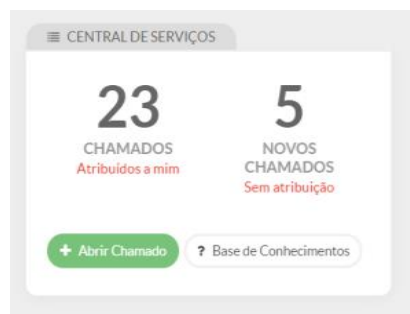 CENTRAL DE SERVIÇOS
23
CHAMADOS
Atribuídos a mim
5
NOVOS
CHAMADOS
Sem atribuição
+ Abrir Chamado
? Base de Conhecimentos